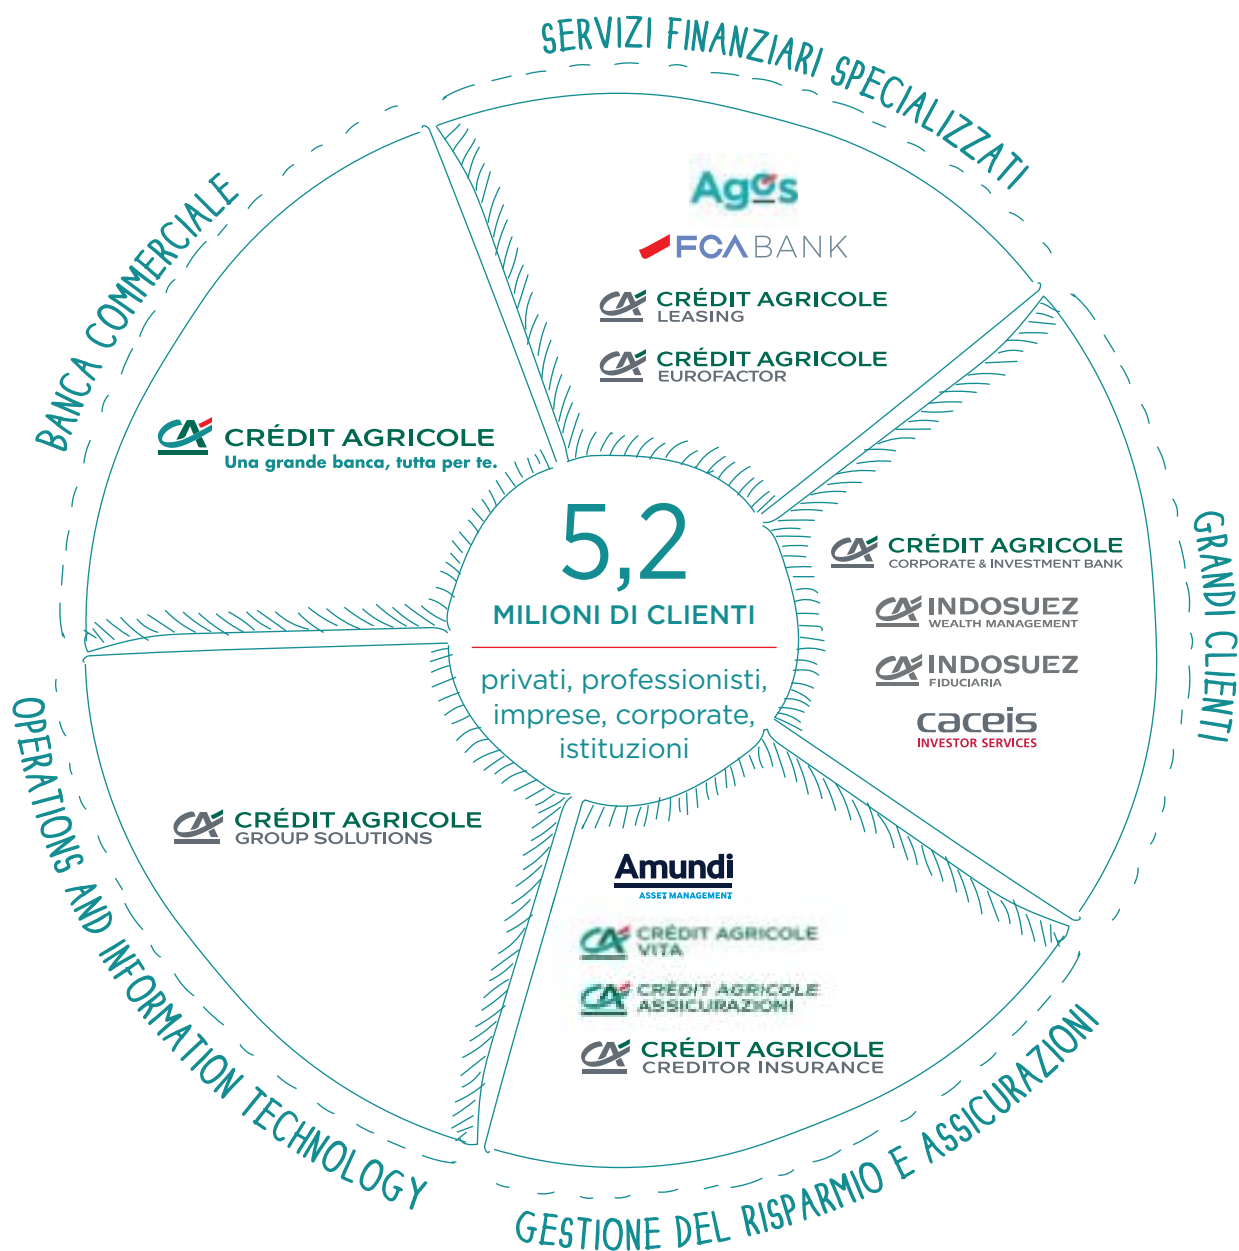 SERVIZI FINANZIARI SPECIALIZZATI
Agos
FCA BANK
CRÉDIT AGRICOLE
LEASING
CRÉDIT AGRICOLE
EUROFACTOR
BANCA COMMERCIALE
CRÉDIT AGRICOLE
Una grande banca, tutta per te.
5,2
MILIONI DI CLIENTI
privati, professionisti,
imprese, corporate,
istituzioni
GRANDI CLIENTI
CRÉDIT AGRICOLE
CORPORATE & INVESTMENT BANK
INDOSUEZ
WEALTH MANAGEMENT
INDOSUEZ
FIDUCIARIA
caceis
INVESTOR SERVICES
OPERATIONS AND INFORMATION TECHNOLOGY
CRÉDIT AGRICOLE
GROUP SOLUTIONS
Amundi
ASSET MANAGEMENT
CRÉDIT AGRICOLE
VITA
CRÉDIT AGRICOLE
ASSICURAZIONI
CRÉDIT AGRICOLE
CREDITOR INSURANCE
GESTIONE DEL RISPARMIO E ASSICURAZIONI